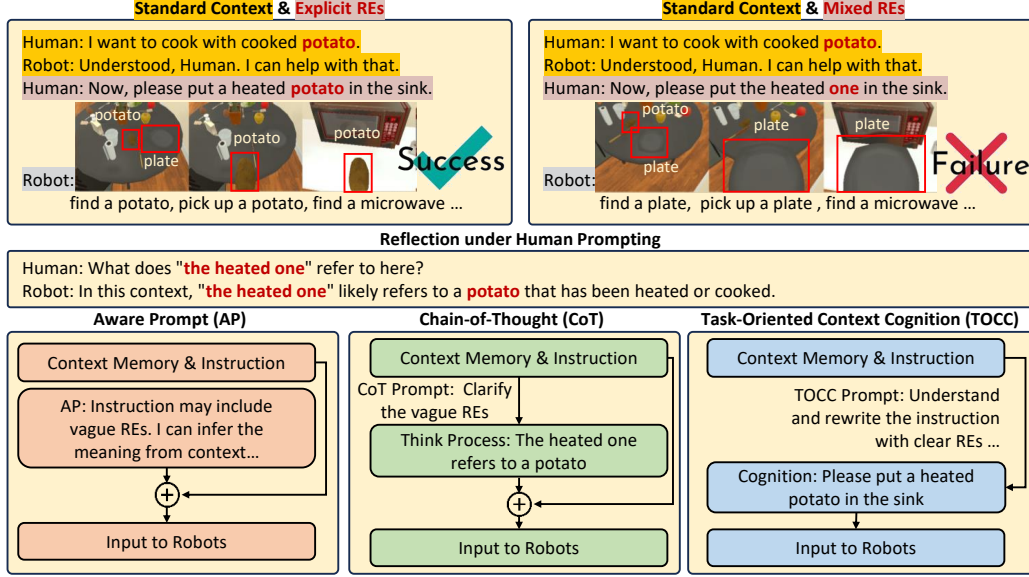 Standard Context & Explicit REs
Human: I want to cook with cooked potato.
Robot: Understood, Human. I can help with that.
Human: Now, please put a heated potato in the sink.
potato
plate
potato
potato
Success
Robot:
find a potato, pick up a potato, find a microwave ...
Standard Context & Mixed REs
Human: I want to cook with cooked potato.
Robot: Understood, Human. I can help with that.
Human: Now, please put the heated one in the sink.
potato
plate
plate
plate
Failure
Robot:
find a plate, pick up a plate , find a microwave ...
Reflection under Human Prompting
Human: What does "the heated one" refer to here?
Robot: In this context, "the heated one" likely refers to a potato that has been heated or cooked.
Aware Prompt (AP)
Context Memory & Instruction
AP: Instruction may include
vague REs. I can infer the
meaning from context…
+
Input to Robots
Chain-of-Thought (CoT)
Context Memory & Instruction
CoT Prompt: Clarify
the vague REs
Think Process: The heated one
refers to a potato
+
Input to Robots
Task-Oriented Context Cognition (TOCC)
Context Memory & Instruction
TOCC Prompt: Understand
and rewrite the instruction
with clear REs ...
Cognition: Please put a heated
potato in the sink
Input to Robots